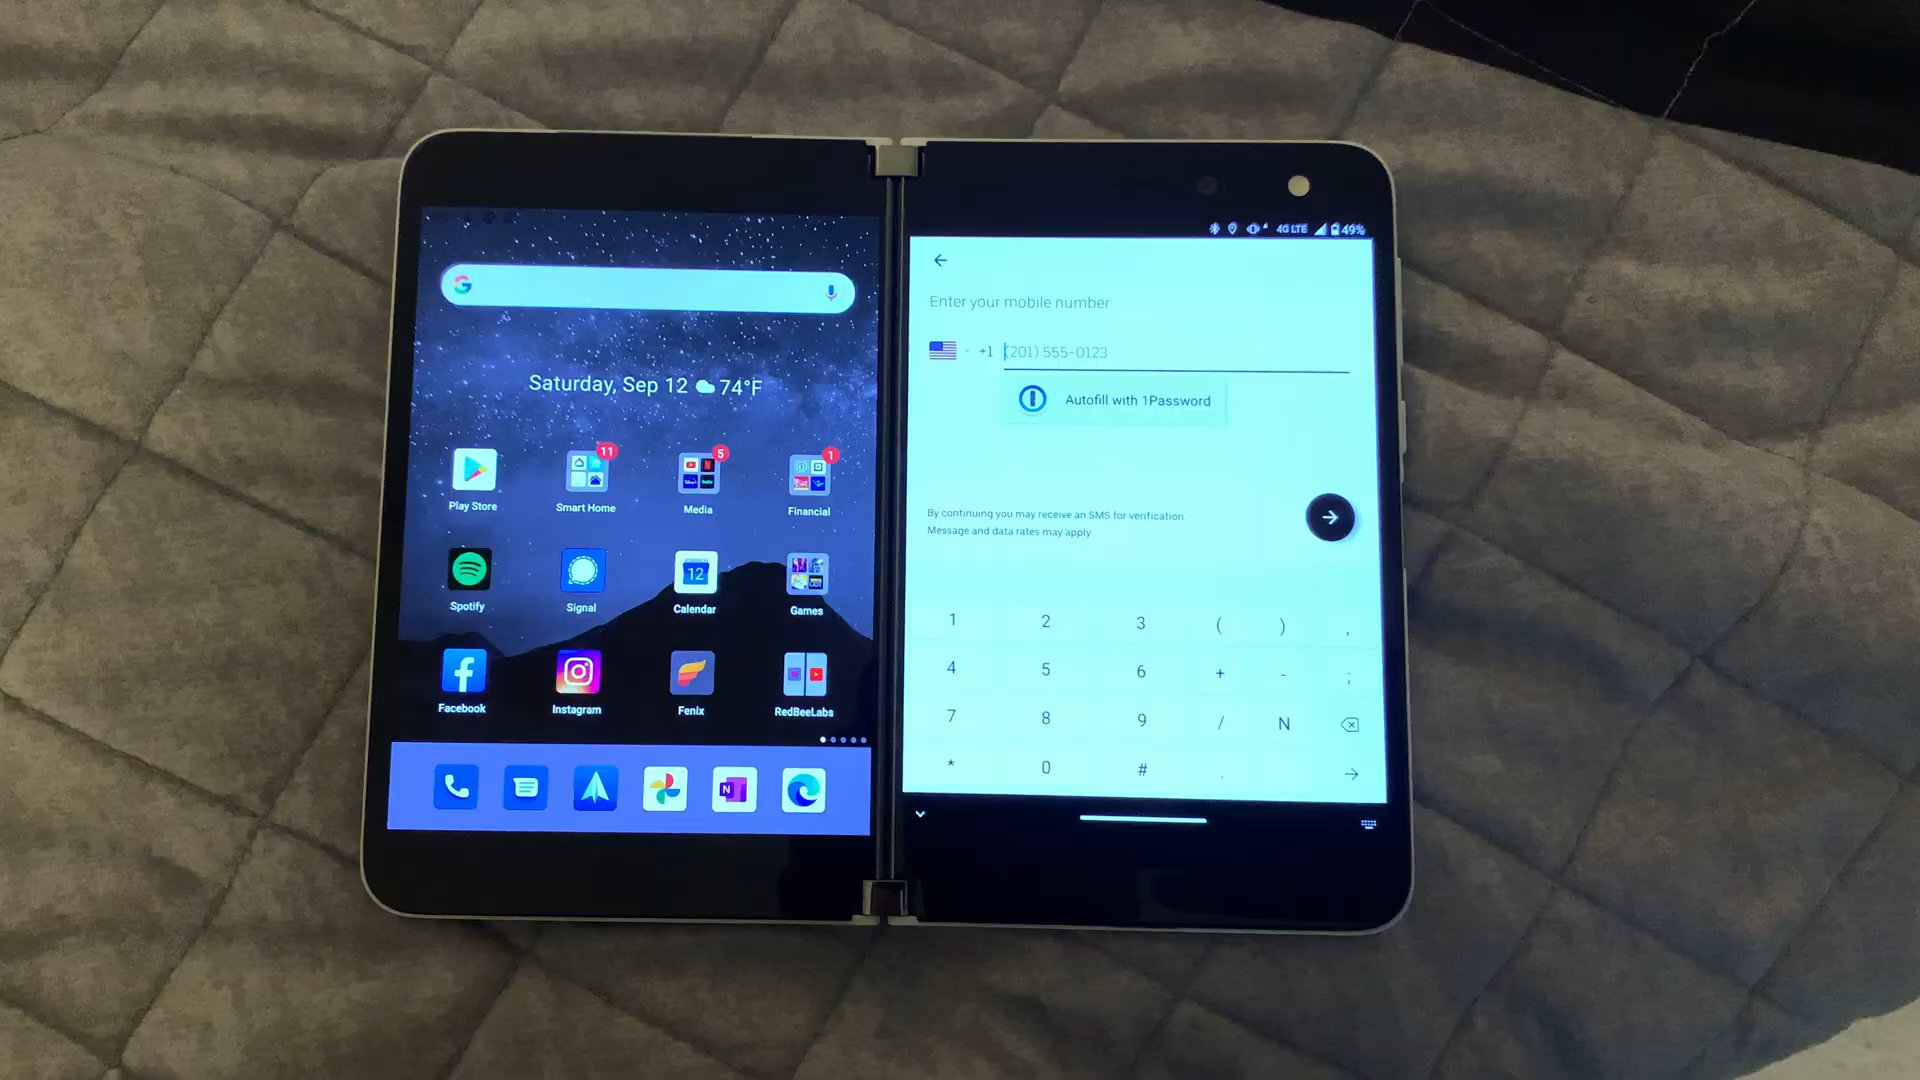 Saturday, Sep 12 74°F
11
5
1
Play Store
Smart Home
Media
Financial
12
Spotify
Signal
Calendar
Games
Facebook
Instagram
Fenix
RedBeeLabs
N
4G LTE 49%
Enter your mobile number
+1 (201) 555-0123
Autofill with 1Password
By continuing you may receive an SMS for verification.
Message and data rates may apply
1 2 3 ( ) ,
4 5 6 + - ;
7 8 9 / N
* 0 # .